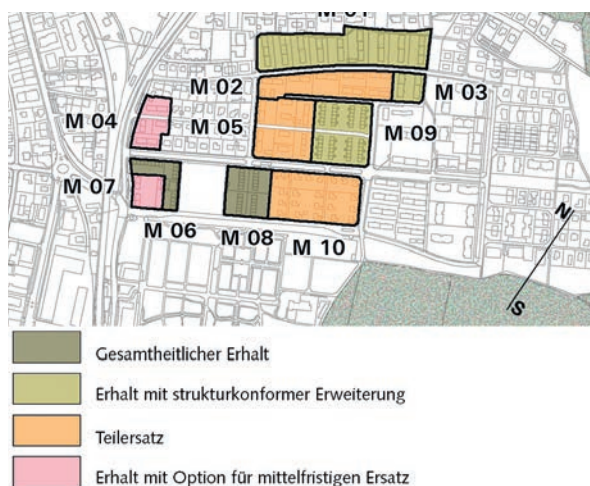 M 02
M 03
M 04
M 05
M 09
M 07
M 06
M 08
M 10
N
S
Gesamtheitlicher Erhalt
Erhalt mit strukturkonformer Erweiterung
Teilersatz
Erhalt mit Option für mittelfristigen Ersatz